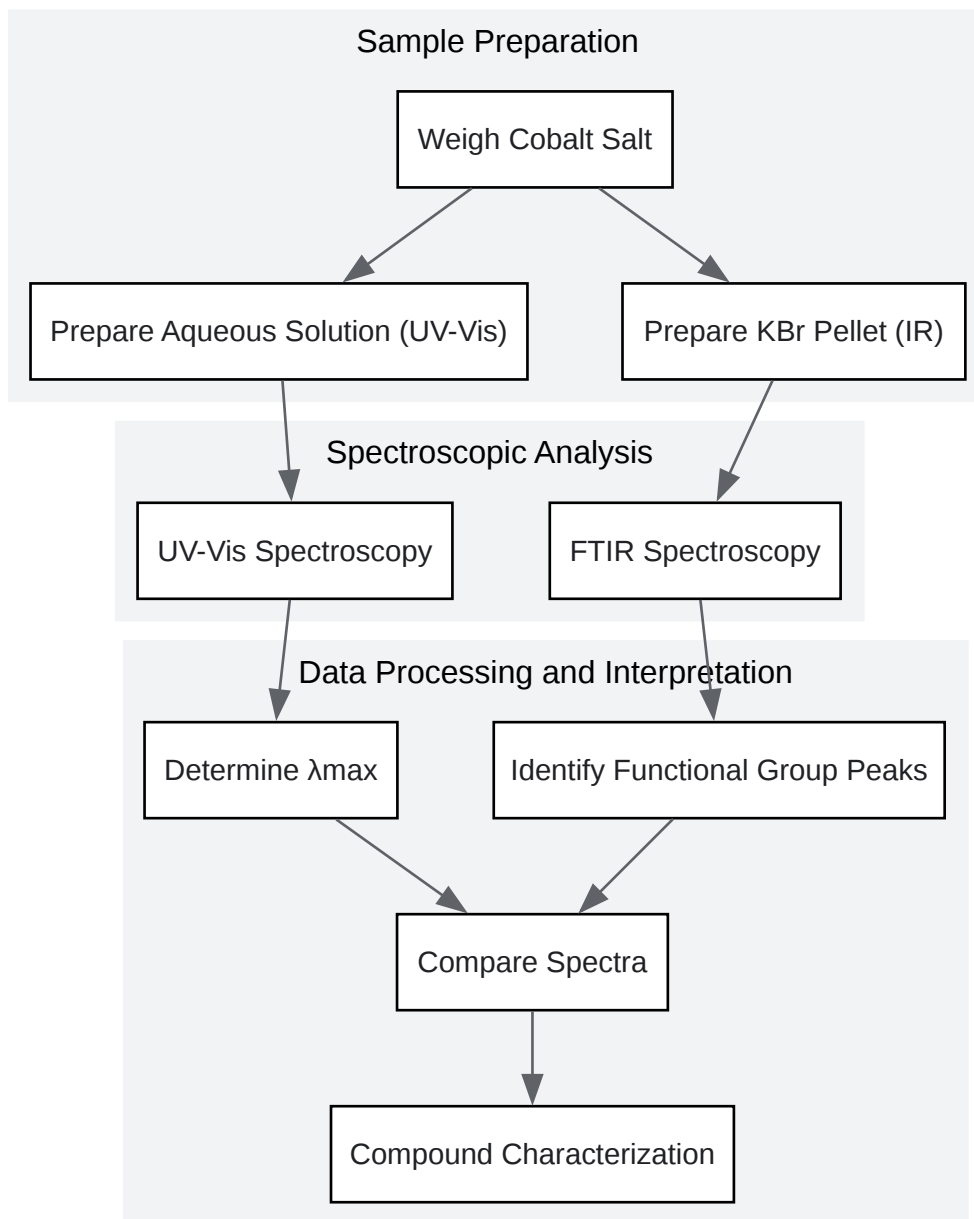 Sample Preparation
Weigh Cobalt Salt
Prepare Aqueous Solution (UV-Vis)
Prepare KBr Pellet (IR)
Spectroscopic Analysis
UV-Vis Spectroscopy
FTIR Spectroscopy
Data Processing and Interpretation
Determine λmax
Identify Functional Group Peaks
Compare Spectra
Compound Characterization